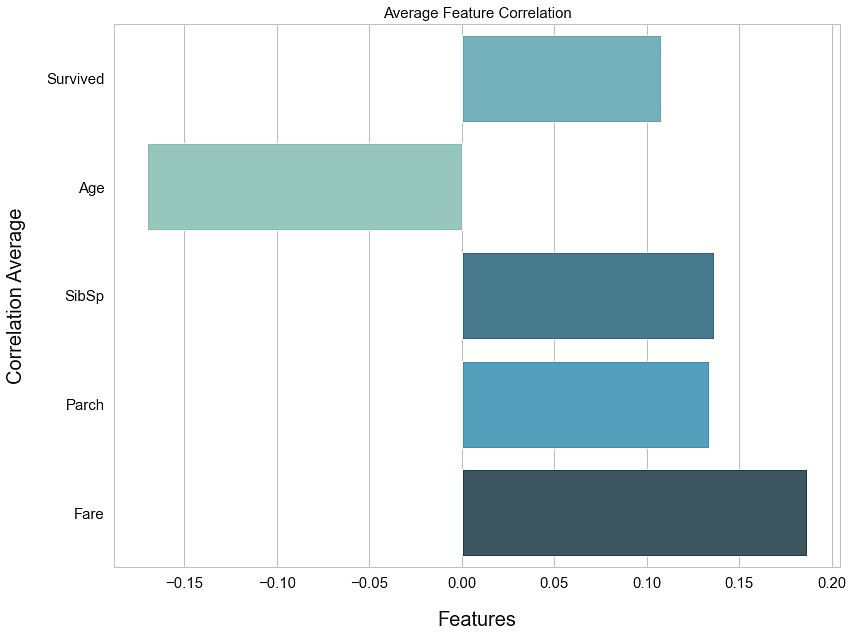 Average Feature Correlation
Survived
Age
SibSp
Parch
Fare
Correlation Average
−0.15
−0.10
−0.05
0.00
0.05
0.10
0.15
0.20
Features